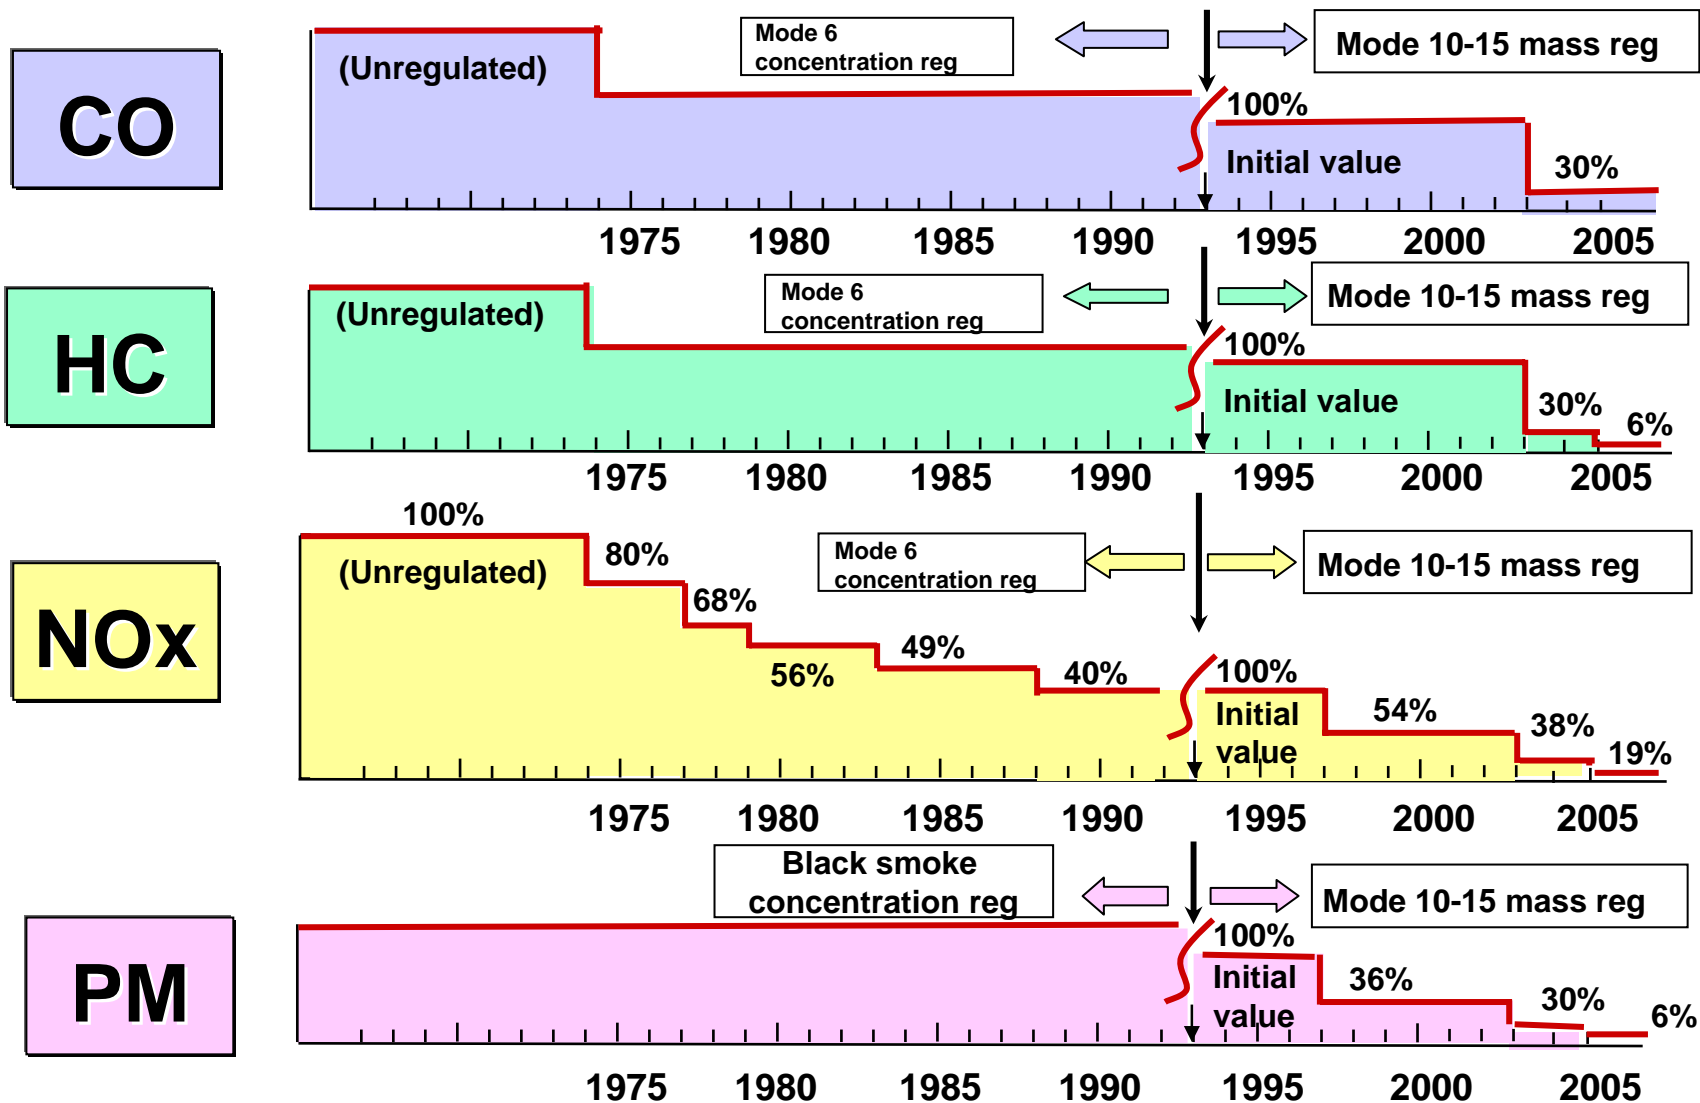 CO
(Unregulated)
Mode 6
concentration reg
Mode 10-15 mass reg
100%
Initial value
30%
1975 1980 1985 1990 1995 2000 2005
HC
(Unregulated)
Mode 6
concentration reg
Mode 10-15 mass reg
100%
Initial value
30%
6%
1975 1980 1985 1990 1995 2000 2005
NOx
100%
(Unregulated)
80%
68%
56%
49%
40%
Mode 6
concentration reg
Mode 10-15 mass reg
100%
Initial
value
54%
38%
19%
1975 1980 1985 1990 1995 2000 2005
PM
Black smoke
concentration reg
Mode 10-15 mass reg
100%
Initial
value
36%
30%
6%
1975 1980 1985 1990 1995 2000 2005